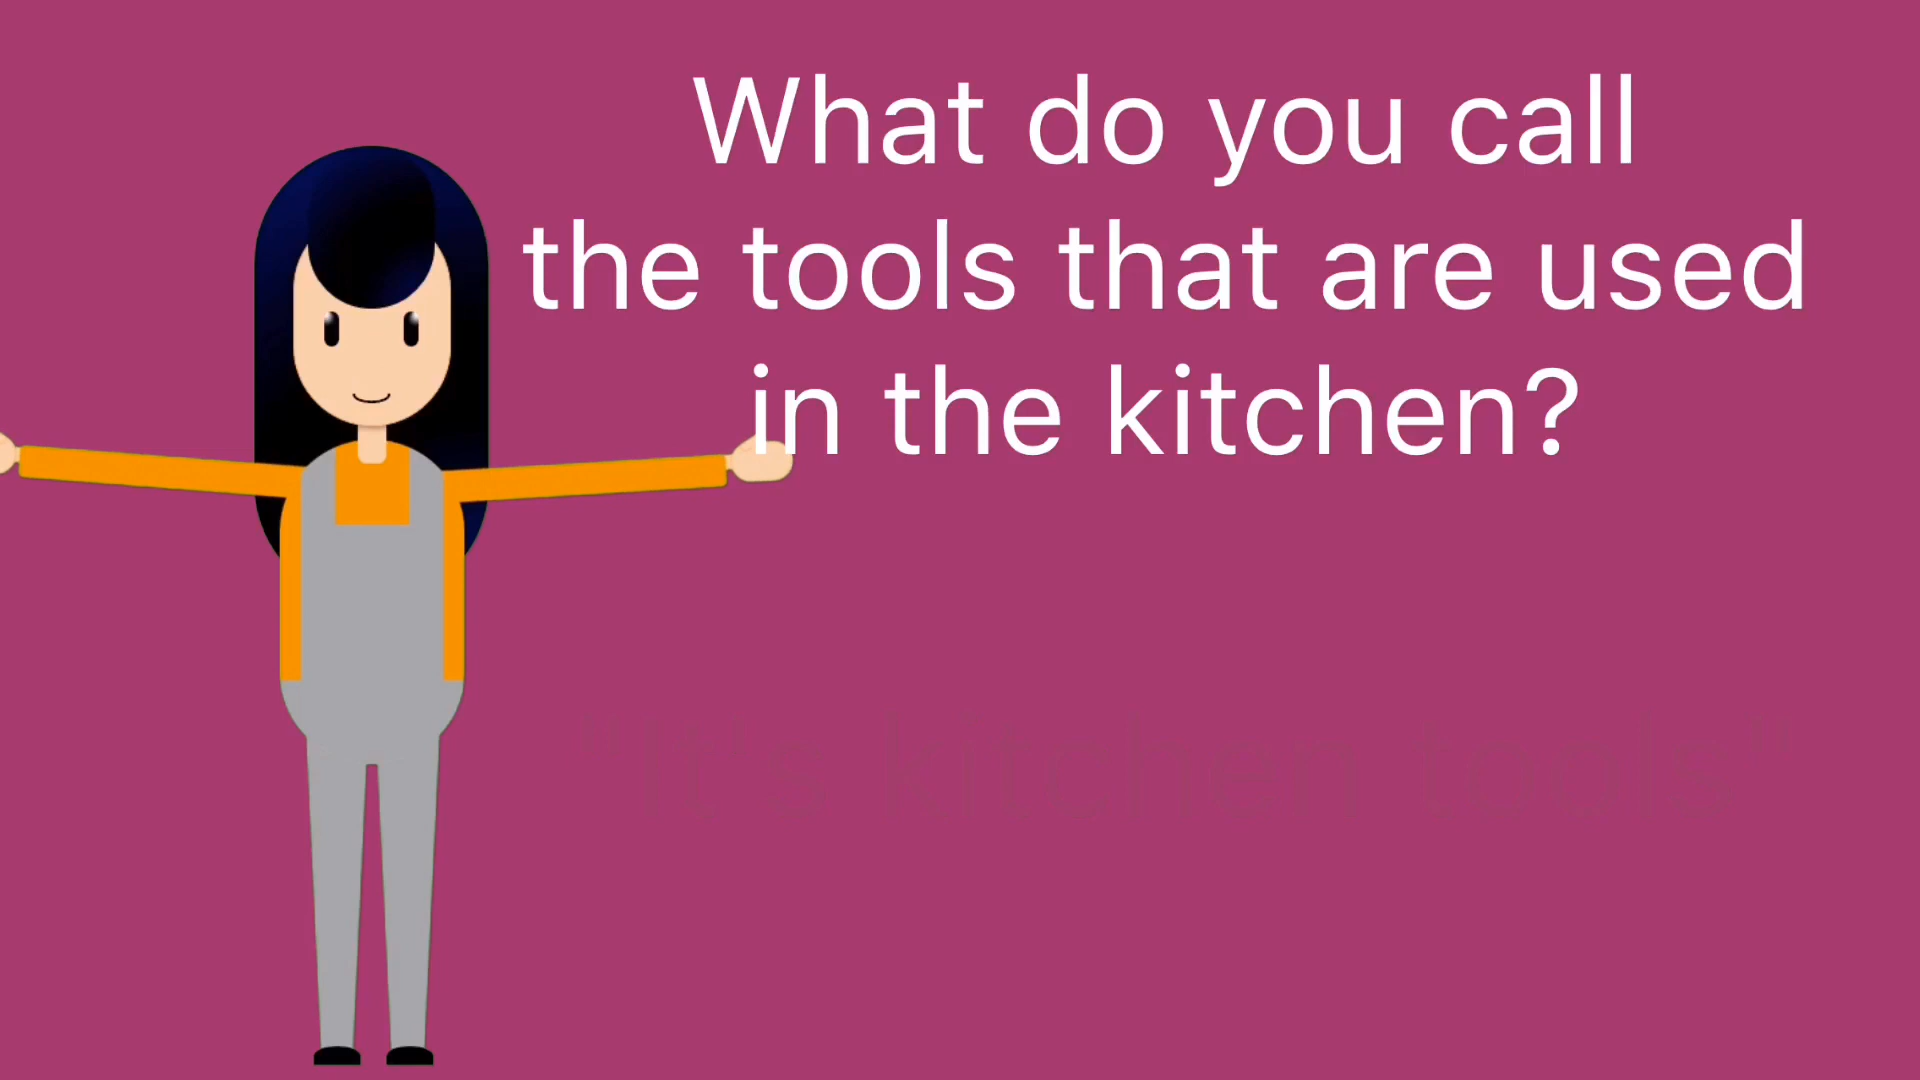 What do you call
the tools that are used
in the kitchen?
"It's kitchen tools"